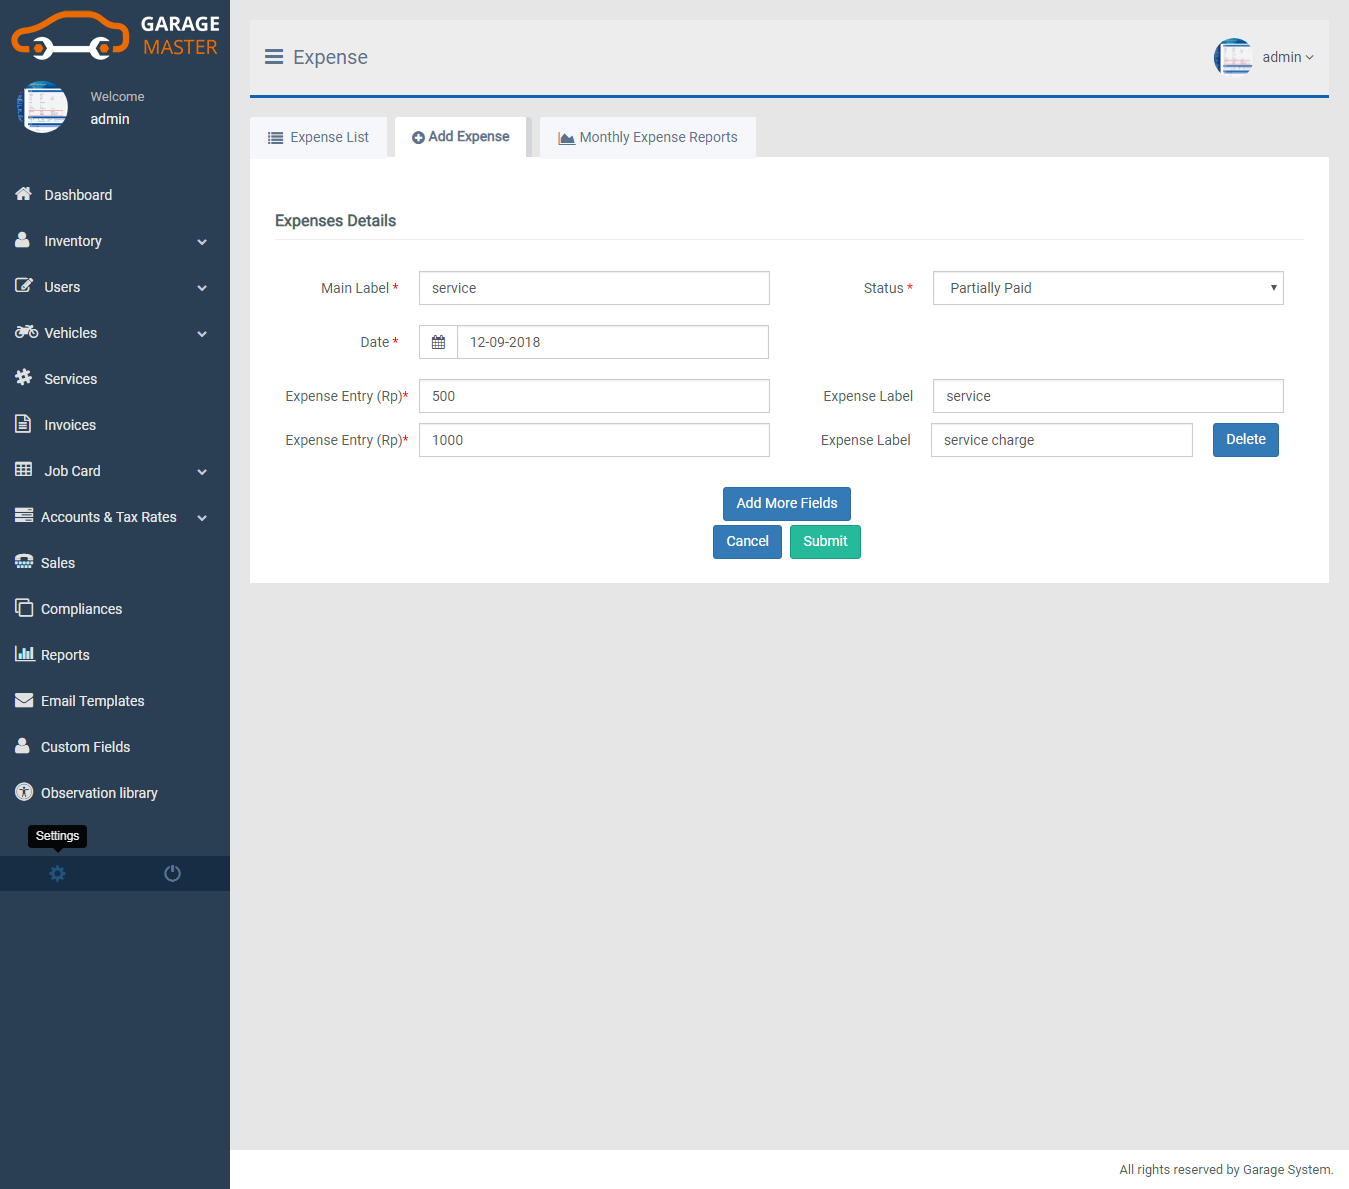 GARAGE
MASTER
Welcome
admin
Dashboard
Inventory
Users
Vehicles
Services
Invoices
Job Card
Accounts & Tax Rates
Sales
Compliances
Reports
Email Templates
Custom Fields
Observation library
Settings
Expense
admin
Expense List
Add Expense
Monthly Expense Reports
Expenses Details
Main Label * service
Status * Partially Paid
Date * 12-09-2018
Expense Entry (Rp)* 500
Expense Label service
Expense Entry (Rp)* 1000
Expense Label service charge Delete
Add More Fields
Cancel Submit
All rights reserved by Garage System.